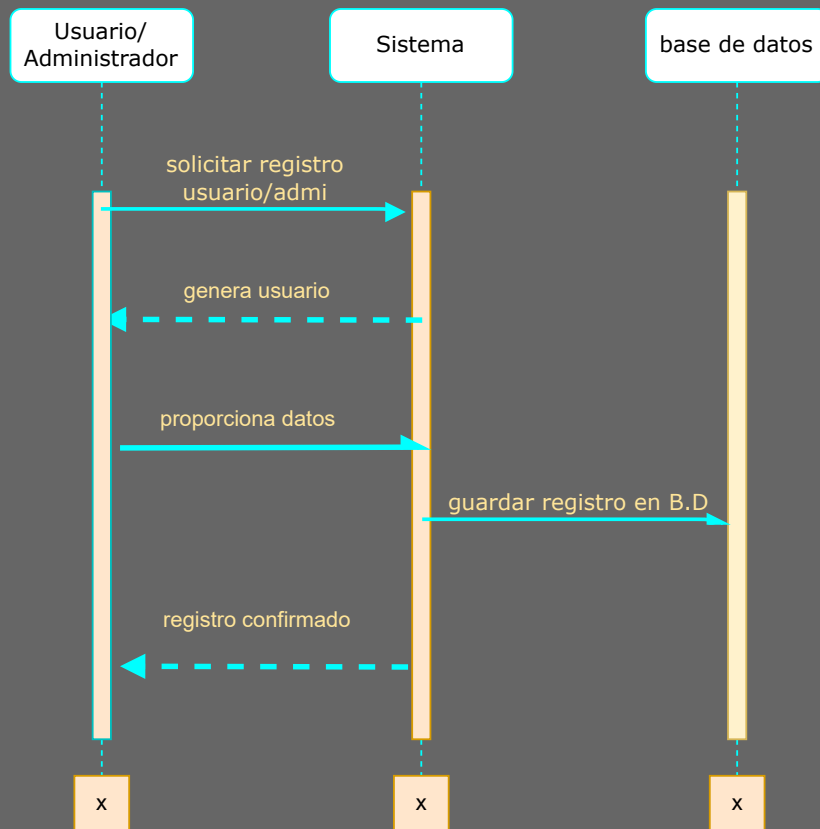 Usuario/
Administrador
Sistema
base de datos
solicitar registro
usuario/admi
genera usuario
proporciona datos
guardar registro en B.D
registro confirmado
x
x
x